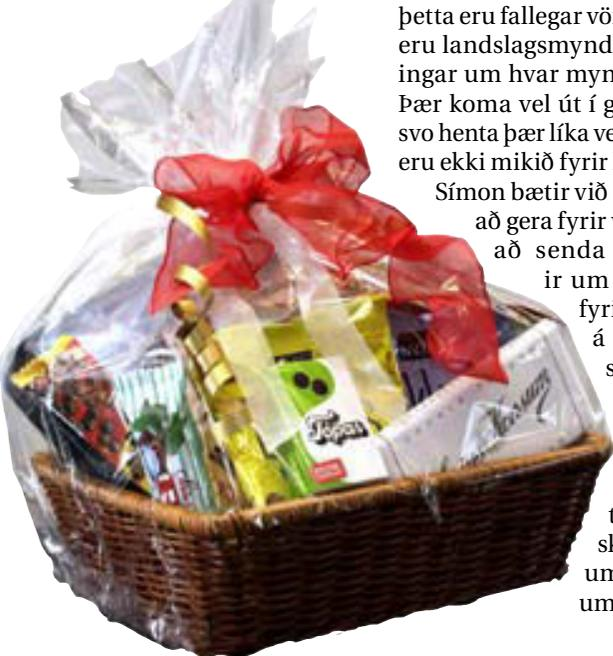 þetta eru fallegar vö
eru landslagsmynd
ingar um hvar myn
Þær koma vel út í g
svo henta þær líka ve
eru ekki mikið fyrir
Símon bætir við
að gera fyrir
að senda
ir um
fyri
á
s
t
sk
um
um
Topas